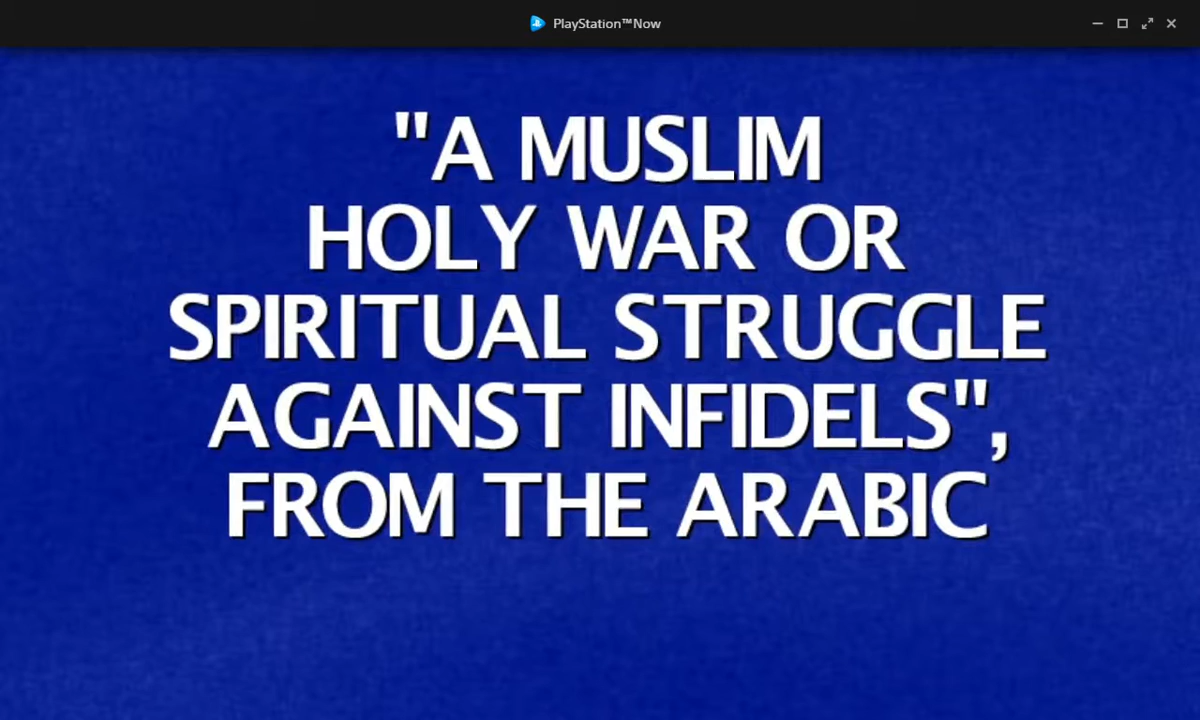 PlayStation™Now
"A MUSLIM
HOLY WAR OR
SPIRITUAL STRUGGLE
AGAINST INFIDELS",
FROM THE ARABIC